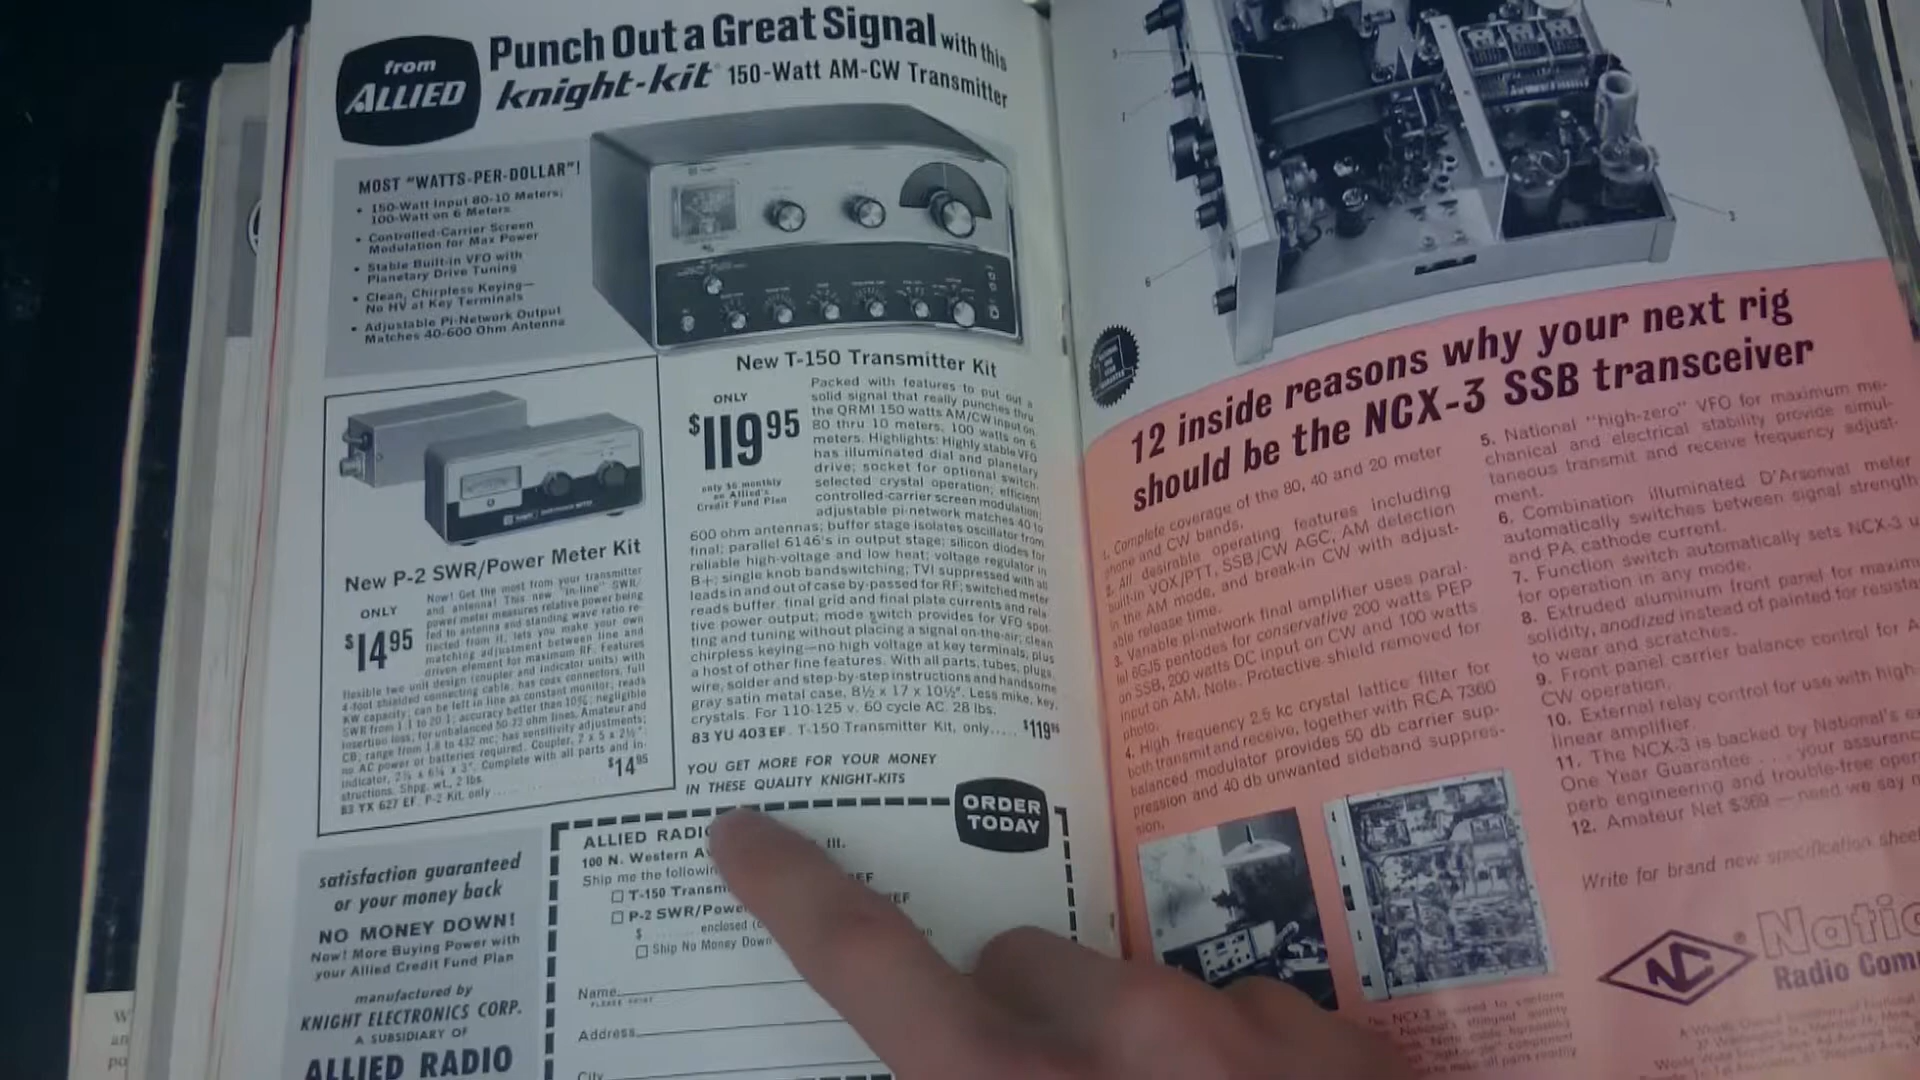 from
ALLIED
Punch Out a Great Signal with this
knight-kit 150-Watt AM-CW Transmitter
MOST "WATTS-PER-DOLLAR"!
• 150-Watt Input 80-10 Meters;
100-Watt on 6 Meters
• Controlled-Carrier Screen
Modulation for Max Power
• Stable Built-in VFO with
Planetary Drive Tuning
• Clean, Chirpless Keying—
No HV at Key Terminals
• Adjustable Pi-Network Output
Matches 40-600 Ohm Antenna
New T-150 Transmitter Kit
ONLY
$119 95
only $6 monthly
on Allied's
Credit Fund Plan
Packed with features to put out a
solid signal that really punches thru
the QRM! 150 watts AM/CW input on
80 thru 10 meters, 100 watts on 6
meters. Highlights: Highly stable VFO
has illuminated dial and planetary
drive; socket for optional switch-
selected crystal operation; efficient
controlled-carrier screen modulation;
adjustable pi-network matches 40 to
600 ohm antennas; buffer stage isolates oscillator from
final; parallel 6146's in output stage; silicon diodes for
reliable high-voltage and low heat; voltage regulator in
B+; single knob bandswitching; TVI suppressed with all
leads in and out of case by-passed for RF; switched meter
reads buffer, final grid and final plate currents and rela-
tive power output; mode switch provides for VFO spot-
ting and tuning without placing a signal on-the-air; clean
chirpless keying—no high voltage at key terminals, plus
a host of other fine features. With all parts, tubes, plugs,
wire, solder and step-by-step instructions and handsome
gray satin metal case, 8½ x 17 x 10½". Less mike, key,
crystals. For 110-125 v. 60 cycle AC. 28 lbs.
83 YU 403 EF. T-150 Transmitter Kit, only..... $119 95
New P-2 SWR/Power Meter Kit
ONLY
$14 95
Now! Get the most from your transmitter
and antenna! This new "in-line" SWR/
power meter measures relative power being
fed to antenna and standing wave ratio re-
flected from it; lets you make your own
matching adjustment between line and
driven element for maximum RF. Features
flexible two unit design (coupler and indicator units) with
4-foot shielded connecting cable, has coax connectors, full
KW capacity; can be left in line as constant monitor; reads
SWR from 1:1 to 20:1; accuracy better than 10%; negligible
insertion loss; for unbalanced 50-72 ohm lines. Amateur and
CB; range from 1.8 to 432 mc; has sensitivity adjustments;
no AC power or batteries required. Coupler, 2 x 5 x 2½";
indicator, 2⅞ x 6¼ x 3". Complete with all parts and in-
structions. Shpg. wt., 2 lbs.
83 YX 627 EF. P-2 Kit, only.......... $14 95
YOU GET MORE FOR YOUR MONEY
IN THESE QUALITY KNIGHT-KITS
ORDER
TODAY
satisfaction guaranteed
or your money back
NO MONEY DOWN!
Now! More Buying Power with
your Allied Credit Fund Plan
manufactured by
KNIGHT ELECTRONICS CORP.
A SUBSIDIARY OF
ALLIED RADIO
ALLIED RADIO
100 N. Western Av Ill.
Ship me the followin
☐ T-150 Transm EF
☐ P-2 SWR/Powe EF
$ enclosed
☐ Ship No Money Down
Name
PLEASE PRINT
Address
City
12 inside reasons why your next rig
should be the NCX-3 SSB transceiver
1. Complete coverage of the 80, 40 and 20 meter
phone and CW bands.
2. All desirable operating features including
built-in VOX/PTT, SSB/CW AGC, AM detection
in the AM mode, and break-in CW with adjust-
able release time.
3. Variable pi-network final amplifier uses paral-
lel 6GJ5 pentodes for conservative 200 watts PEP
on SSB, 200 watts DC input on CW and 100 watts
input on AM. Note. Protective shield removed for
photo.
4. High frequency 2.5 kc crystal lattice filter for
both transmit and receive, together with RCA 7360
balanced modulator provides 50 db carrier sup-
pression and 40 db unwanted sideband suppres-
sion.
5. National "high-zero" VFO for maximum me-
chanical and electrical stability provide simul-
taneous transmit and receive frequency adjust-
ment.
6. Combination illuminated D'Arsonval meter
automatically switches between signal strength
and PA cathode current.
7. Function switch automatically sets NCX-3 u
for operation in any mode.
8. Extruded aluminum front panel for maxim
solidity, anodized instead of painted for resista
to wear and scratches.
9. Front panel carrier balance control for A
CW operation.
10. External relay control for use with high-
linear amplifier.
11. The NCX-3 is backed by National's e
One Year Guarantee . . . your assuranc
perb engineering and trouble-free oper
12. Amateur Net $369 — need we say
Write for brand new specification shee
NC
Natio
Radio Com